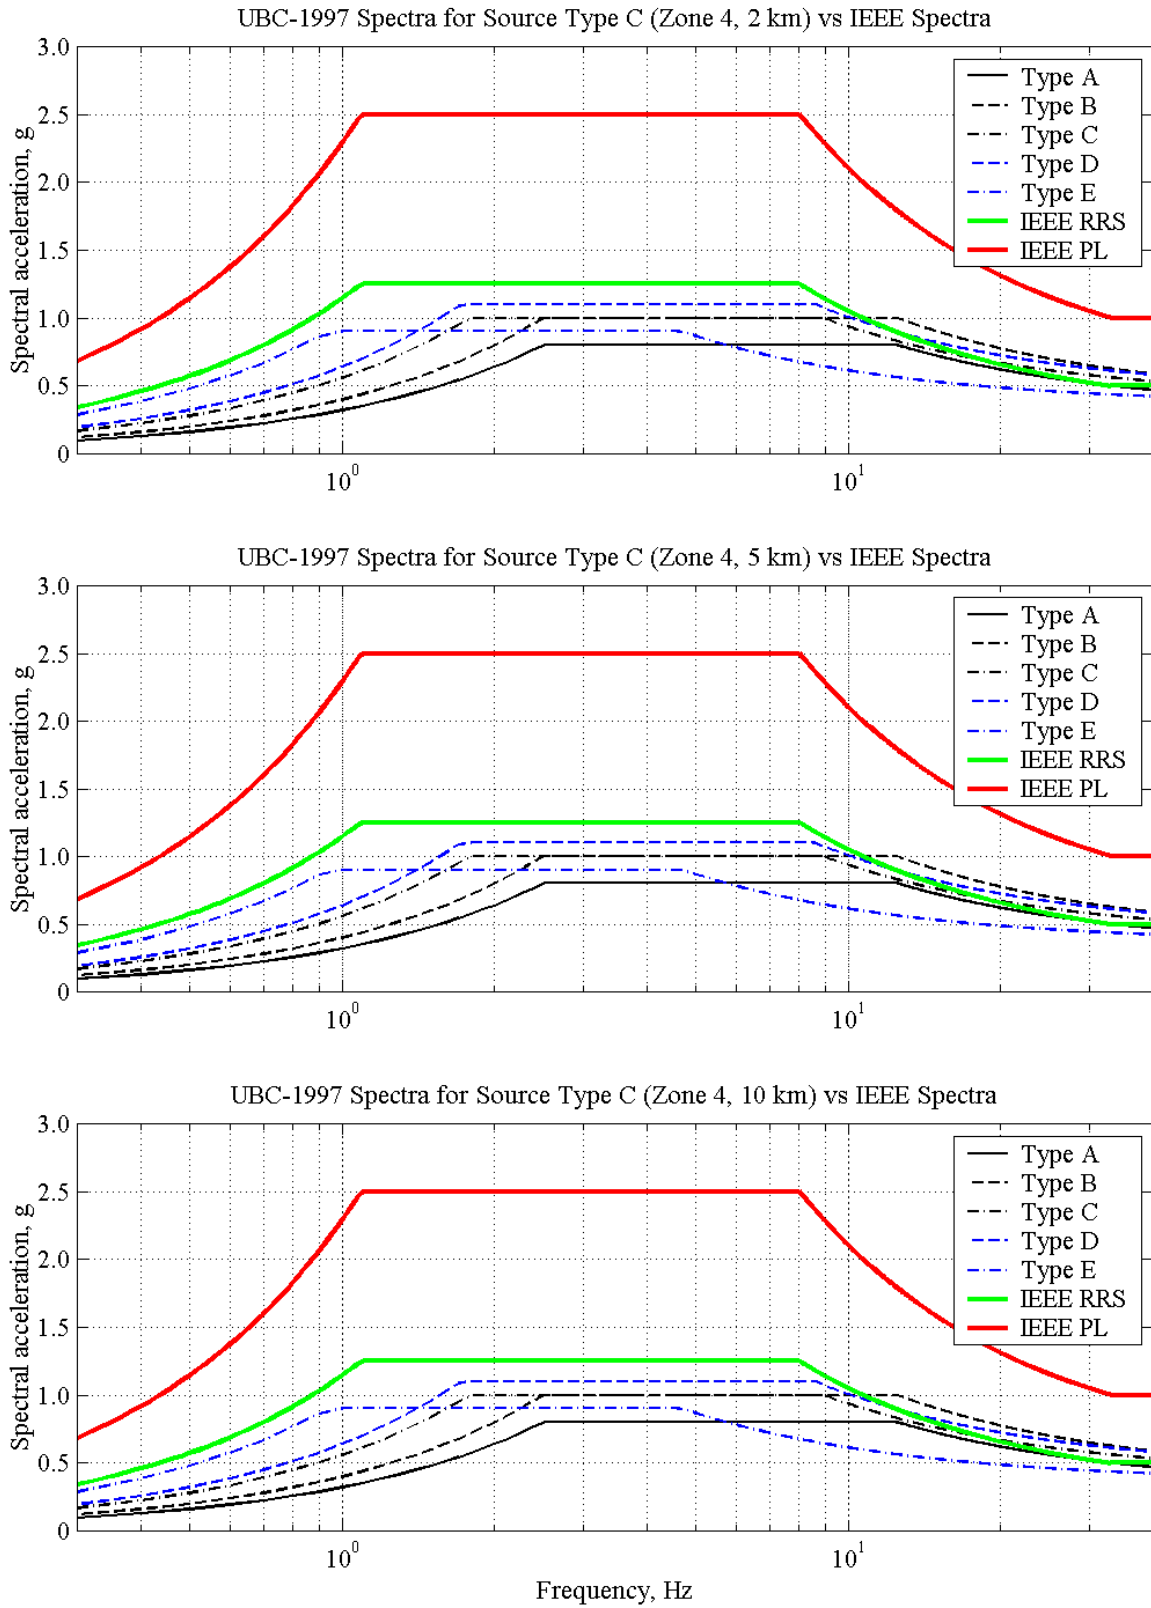 UBC-1997 Spectra for Source Type C (Zone 4, 2 km) vs IEEE Spectra
3.0
2.5
2.0
1.5
1.0
0.5
0
Spectral acceleration, g
Type A
Type B
Type C
Type D
Type E
IEEE RRS
IEEE PL
10⁰
10¹
UBC-1997 Spectra for Source Type C (Zone 4, 5 km) vs IEEE Spectra
3.0
2.5
2.0
1.5
1.0
0.5
0
Spectral acceleration, g
Type A
Type B
Type C
Type D
Type E
IEEE RRS
IEEE PL
10⁰
10¹
UBC-1997 Spectra for Source Type C (Zone 4, 10 km) vs IEEE Spectra
3.0
2.5
2.0
1.5
1.0
0.5
0
Spectral acceleration, g
Type A
Type B
Type C
Type D
Type E
IEEE RRS
IEEE PL
10⁰
10¹
Frequency, Hz